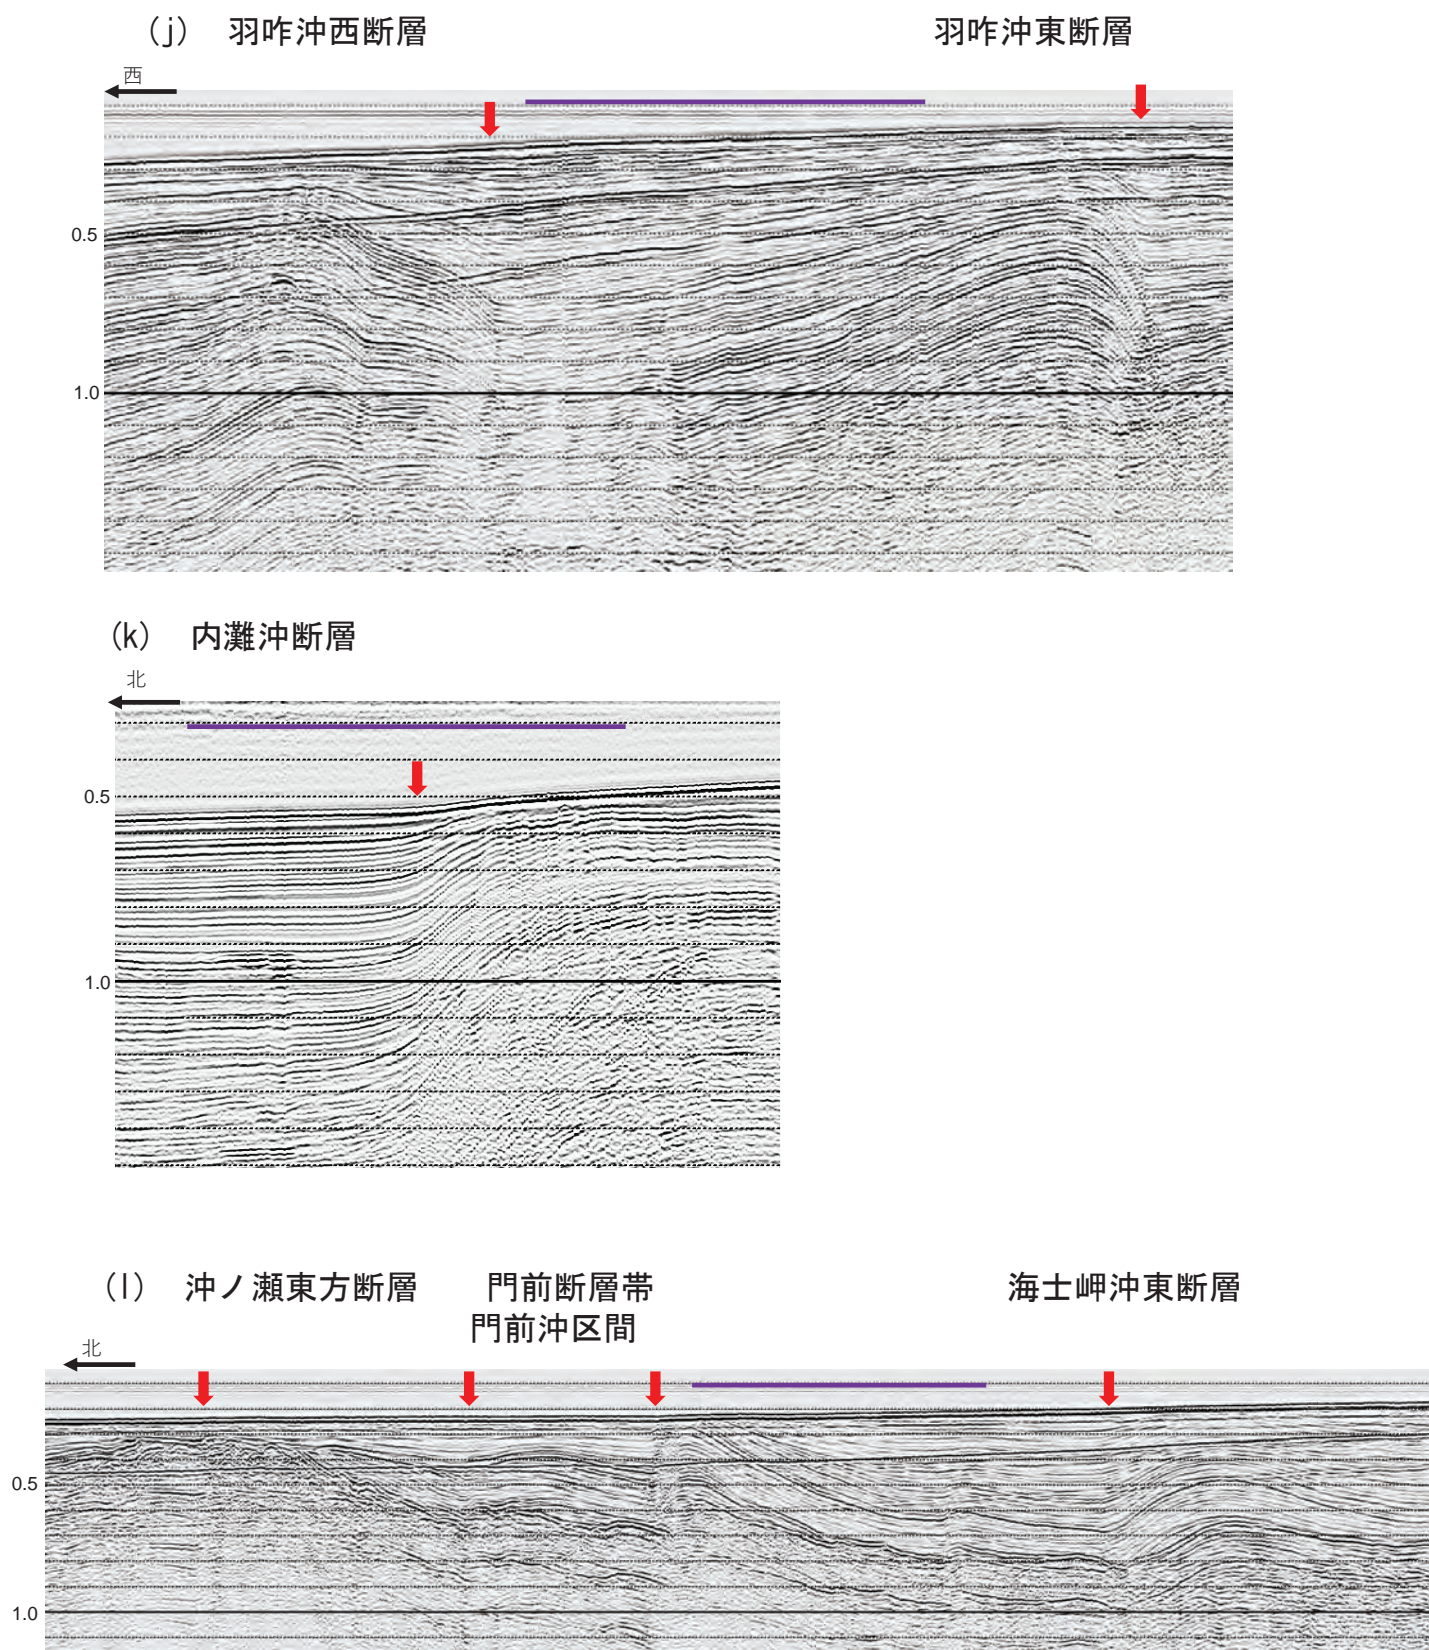 (j) 羽咋沖西断層 羽咋沖東断層
西
0.5
1.0
(k) 内灘沖断層
北
0.5
1.0
(l) 沖ノ瀬東方断層 門前断層帯 海士岬沖東断層
門前沖区間
北
0.5
1.0